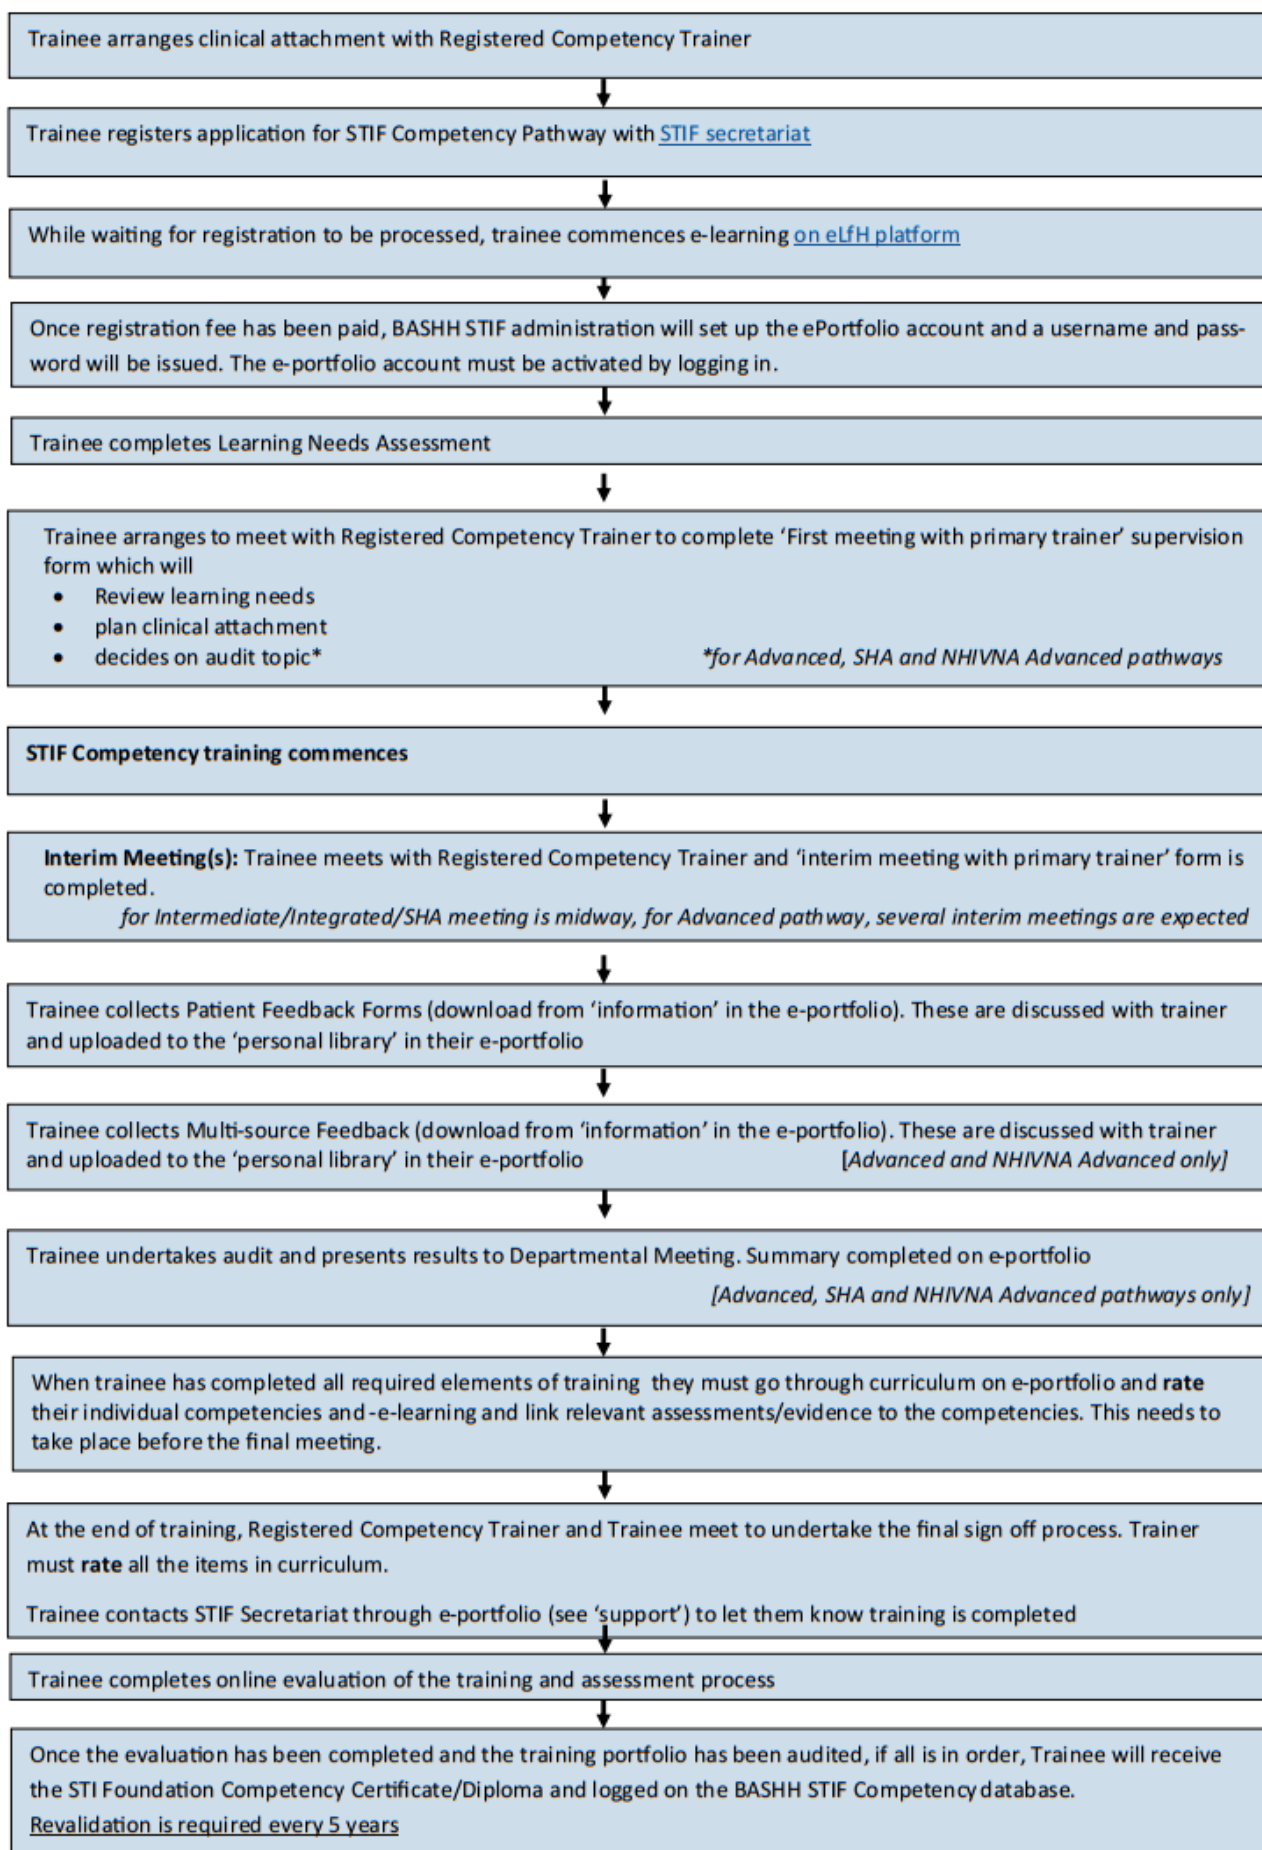 Trainee arranges clinical attachment with Registered Competency Trainer
Trainee registers application for STIF Competency Pathway with STIF secretariat
While waiting for registration to be processed, trainee commences e-learning on eLfH platform
Once registration fee has been paid, BASHH STIF administration will set up the ePortfolio account and a username and pass-
word will be issued. The e-portfolio account must be activated by logging in.
Trainee completes Learning Needs Assessment
Trainee arranges to meet with Registered Competency Trainer to complete ‘First meeting with primary trainer’ supervision
form which will
• Review learning needs
• plan clinical attachment
• decides on audit topic* *for Advanced, SHA and NHIVNA Advanced pathways
STIF Competency training commences
Interim Meeting(s): Trainee meets with Registered Competency Trainer and ‘interim meeting with primary trainer’ form is
completed.
for Intermediate/Integrated/SHA meeting is midway, for Advanced pathway, several interim meetings are expected
Trainee collects Patient Feedback Forms (download from ‘information’ in the e-portfolio). These are discussed with trainer
and uploaded to the ‘personal library’ in their e-portfolio
Trainee collects Multi-source Feedback (download from ‘information’ in the e-portfolio). These are discussed with trainer
and uploaded to the ‘personal library’ in their e-portfolio [Advanced and NHIVNA Advanced only]
Trainee undertakes audit and presents results to Departmental Meeting. Summary completed on e-portfolio
[Advanced, SHA and NHIVNA Advanced pathways only]
When trainee has completed all required elements of training they must go through curriculum on e-portfolio and rate
their individual competencies and -e-learning and link relevant assessments/evidence to the competencies. This needs to
take place before the final meeting.
At the end of training, Registered Competency Trainer and Trainee meet to undertake the final sign off process. Trainer
must rate all the items in curriculum.
Trainee contacts STIF Secretariat through e-portfolio (see ‘support’) to let them know training is completed
Trainee completes online evaluation of the training and assessment process
Once the evaluation has been completed and the training portfolio has been audited, if all is in order, Trainee will receive
the STI Foundation Competency Certificate/Diploma and logged on the BASHH STIF Competency database.
Revalidation is required every 5 years